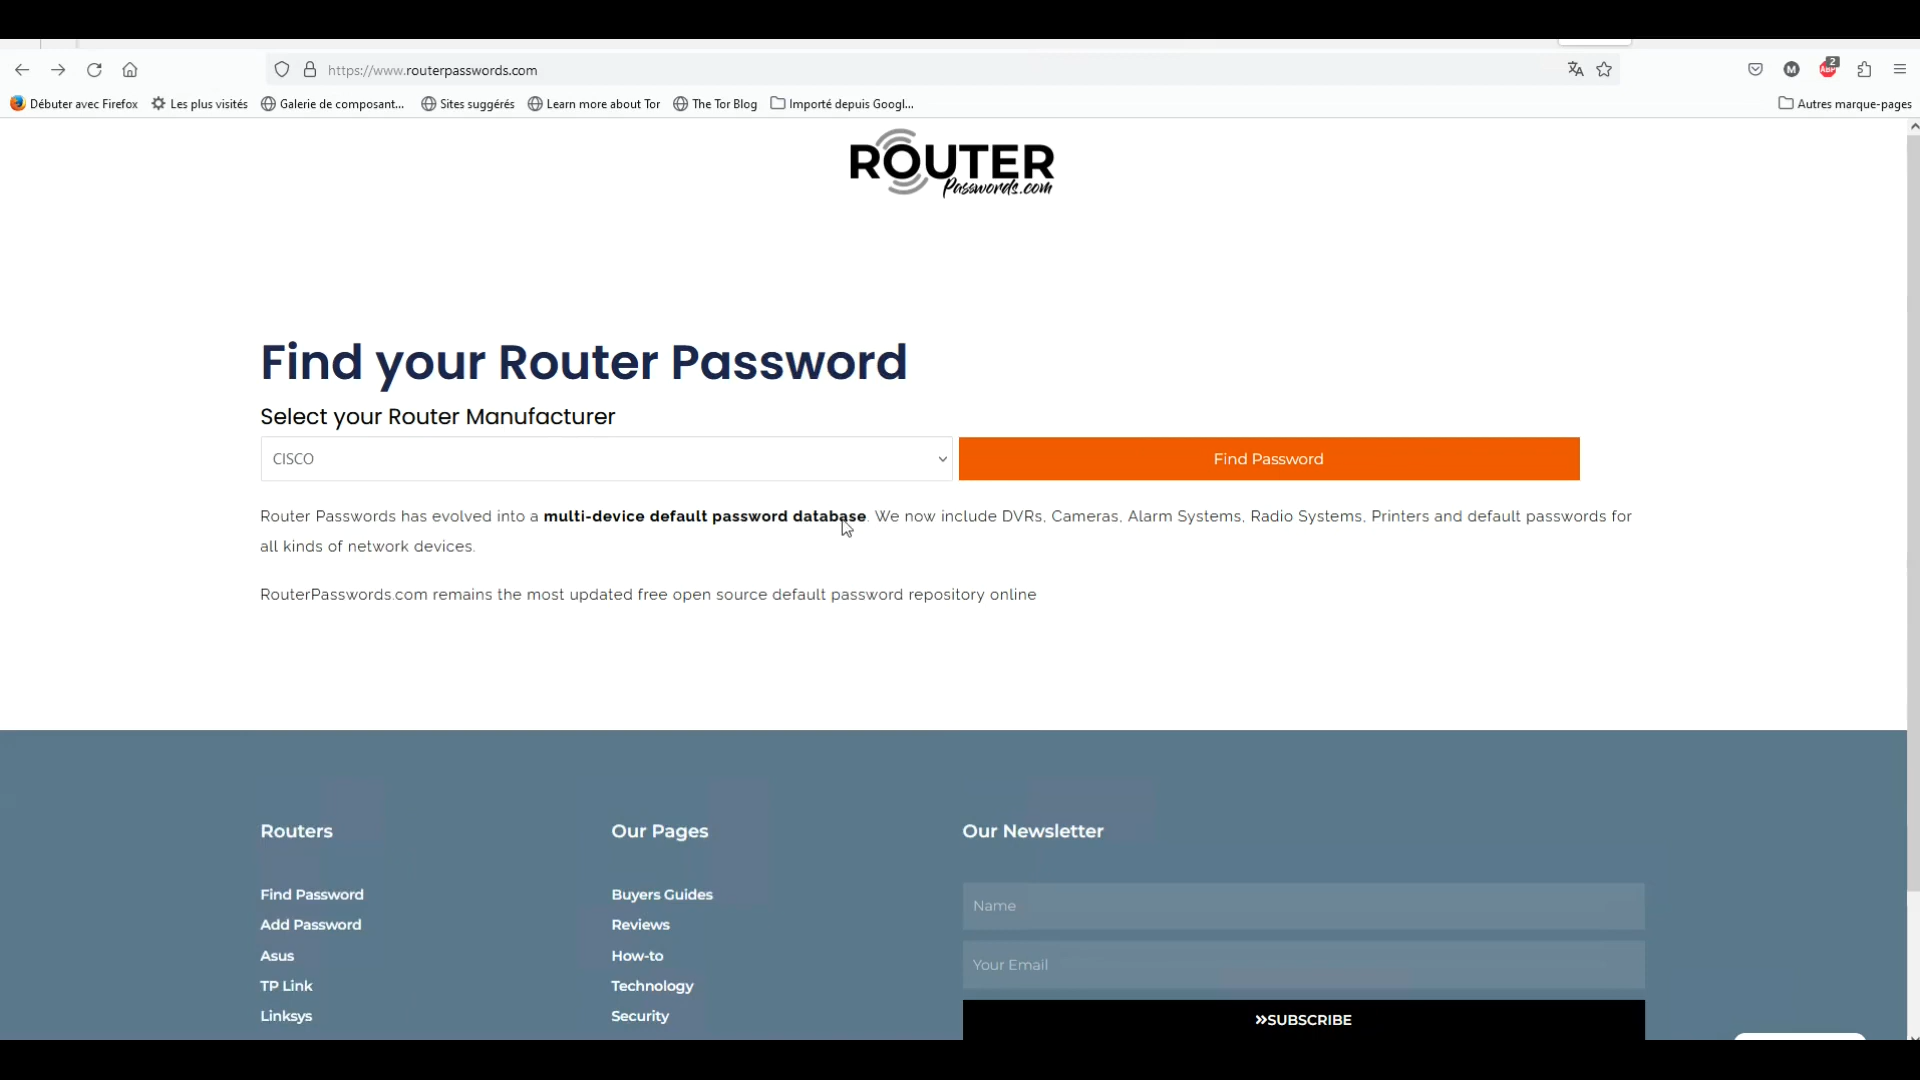 https://www.routerpasswords.com
2
M
ABP
Débuter avec Firefox Les plus visités Galerie de composant... Sites suggérés Learn more about Tor The Tor Blog Importé depuis Googl... Autres marque-pages
ROUTER
Passwords.com
Find your Router Password
Select your Router Manufacturer
CISCO Find Password
Router Passwords has evolved into a multi-device default password database. We now include DVRs, Cameras, Alarm Systems, Radio Systems, Printers and default passwords for
all kinds of network devices.
RouterPasswords.com remains the most updated free open source default password repository online
Routers
Find Password
Add Password
Asus
TP Link
Linksys
Our Pages
Buyers Guides
Reviews
How-to
Technology
Security
Our Newsletter
Name
Your Email
»SUBSCRIBE